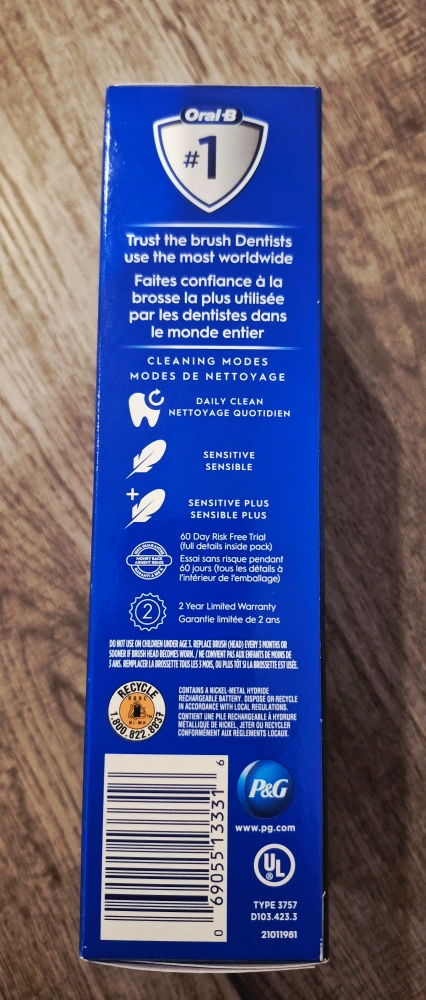 Oral-B
#1
Trust the brush Dentists
use the most worldwide
Faites confiance à la
brosse la plus utilisée
par les dentistes dans
le monde entier
CLEANING MODES
MODES DE NETTOYAGE
DAILY CLEAN
NETTOYAGE QUOTIDIEN
SENSITIVE
SENSIBLE
+
SENSITIVE PLUS
SENSIBLE PLUS
MONEY BACK
ARGENT REMIS
60 Day Risk Free Trial
(full details inside pack)
Essai sans risque pendant
60 jours (tous les détails à
l'intérieur de l'emballage)
2
2 Year Limited Warranty
Garantie limitée de 2 ans
DO NOT USE ON CHILDREN UNDER AGE 3. REPLACE BRUSH (HEAD) EVERY 3 MONTHS OR
SOONER IF BRUSH HEAD BECOMES WORN. / NE CONVIENT PAS AUX ENFANTS DE MOINS DE
3 ANS. REMPLACER LA BROSSETTE TOUS LES 3 MOIS, OU PLUS TÔT SI LA BROSSETTE EST USÉE.
RECYCLE
RBRC
Ni-MH
1.800.822.8837
CONTAINS A NICKEL-METAL HYDRIDE
RECHARGEABLE BATTERY. DISPOSE OR RECYCLE
IN ACCORDANCE WITH LOCAL REGULATIONS.
CONTIENT UNE PILE RECHARGEABLE À HYDRURE
MÉTALLIQUE DE NICKEL. JETER OU RECYCLER
CONFORMÉMENT AUX RÈGLEMENTS LOCAUX.
0 69055 13331 6
P&G
www.pg.com
UL
®
TYPE 3757
D103.423.3
21011981